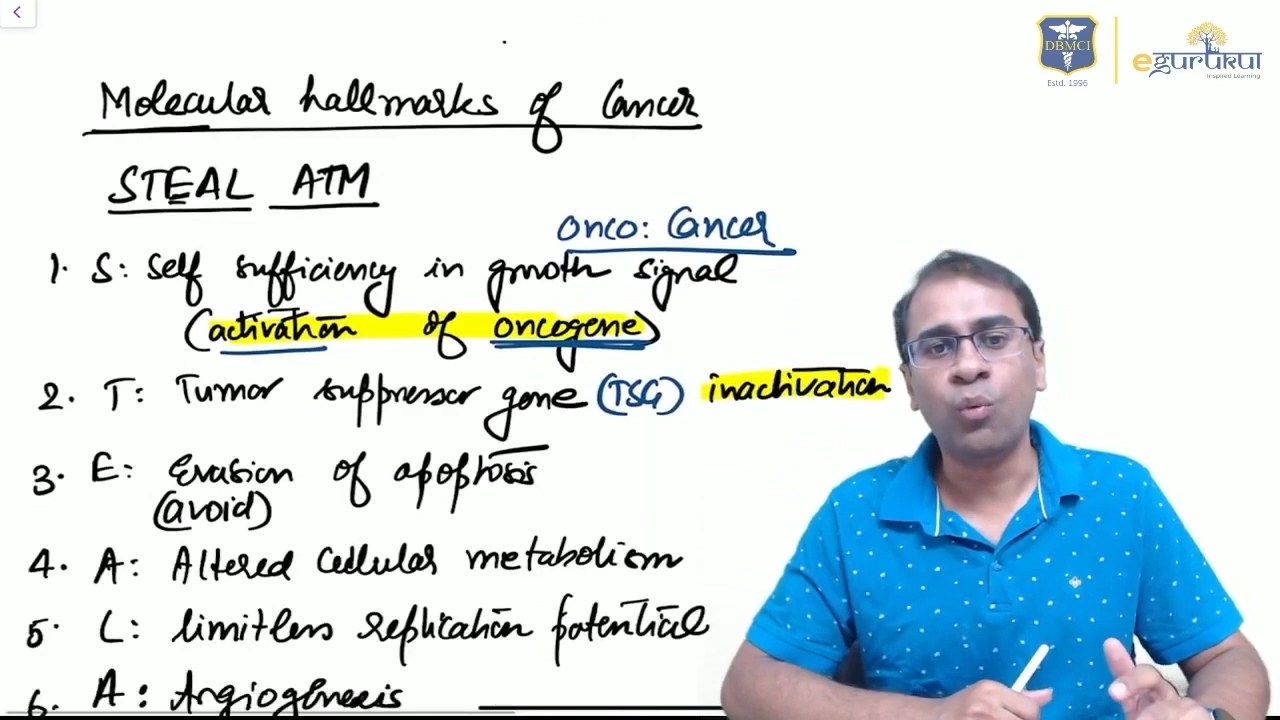 DBMCI
Estd. 1996
egurukul
Inspired Learning
Molecular hallmarks of Cancer
STEAL ATM
Onco: Cancer
1. S: Self sufficiency in growth signal
(activation of oncogene)
2. T: Tumor suppressor gene (TSG) inactivation
3. E: Evasion of apoptosis
(avoid)
4. A: Altered Cellular metabolism
5. L: limitless replication potential
6. A: Angiogenesis